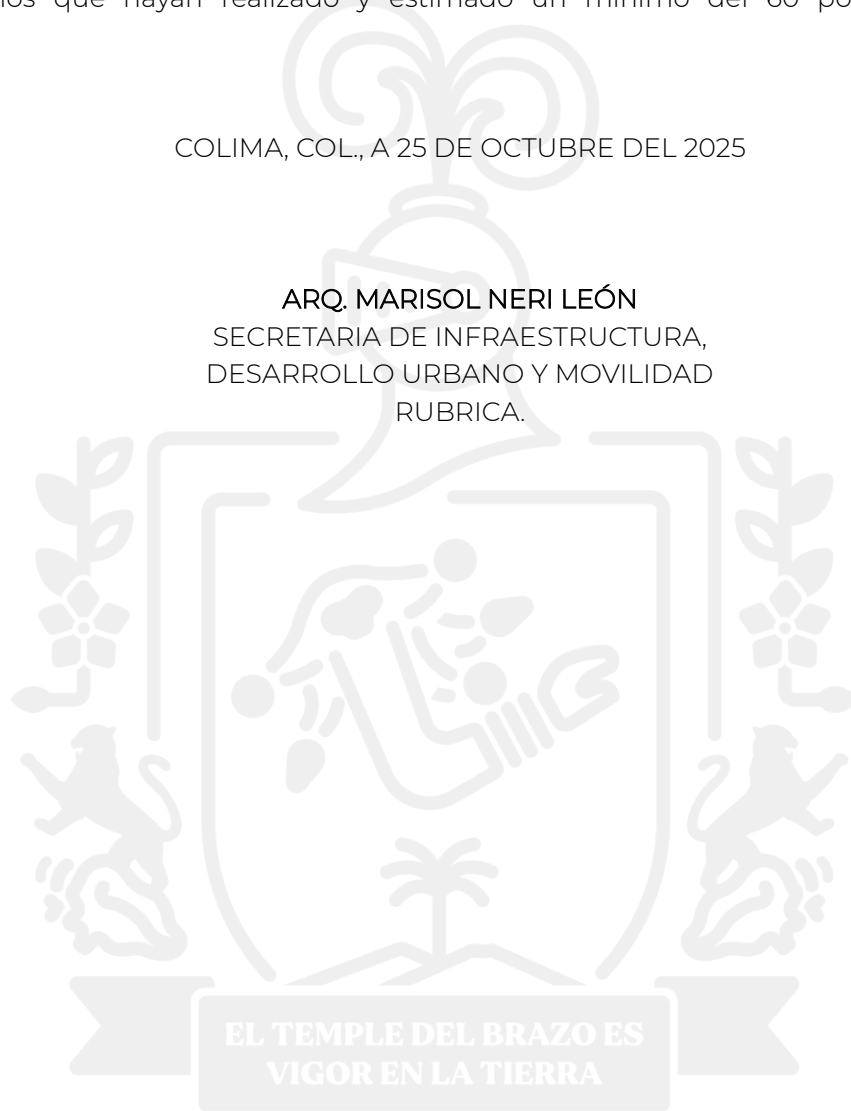 que hayan realizado y estimado un mínimo del 60
COLIMA, COL., A 25 DE OCTUBRE DEL 2025
ARQ. MARISOL NERI LEÓN
SECRETARIA DE INFRAESTRUCTURA,
DESARROLLO URBANO Y MOVILIDAD
RUBRICA.
EL TEMPLE DEL BRAZO ES
VIGOR EN LA TIERRA